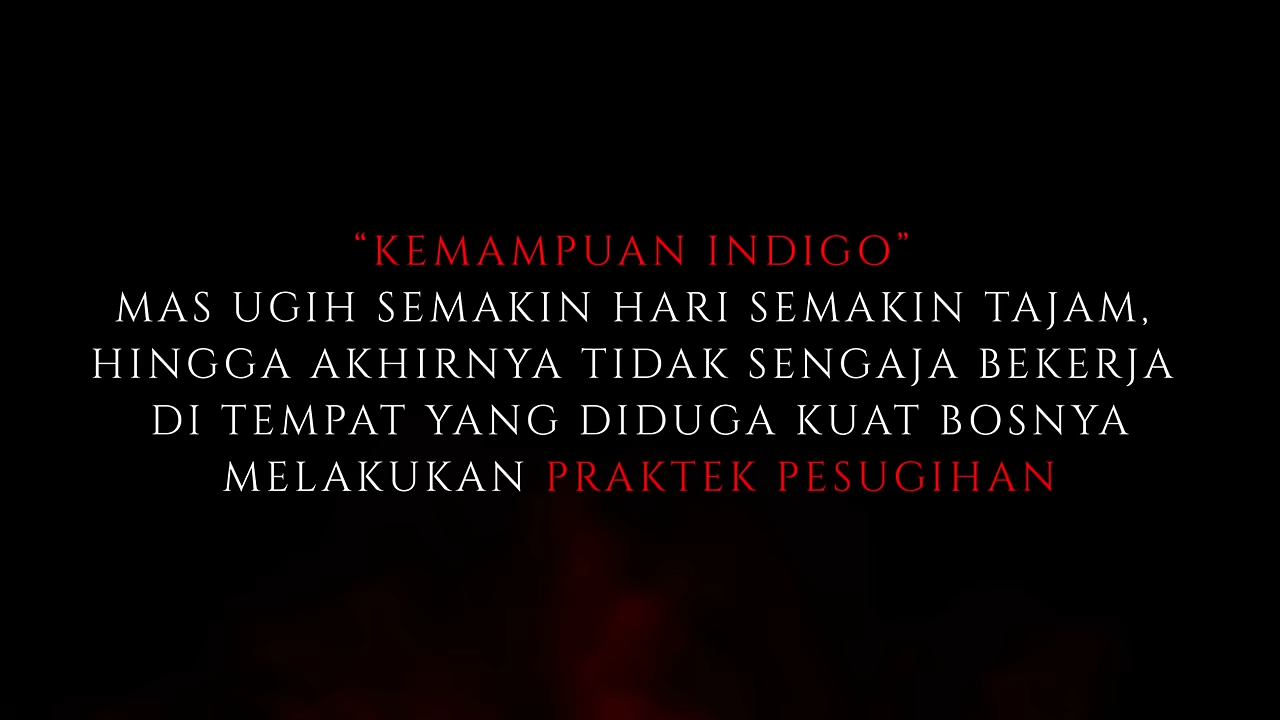 “KEMAMPUAN INDIGO”
MAS UGIH SEMAKIN HARI SEMAKIN TAJAM,
HINGGA AKHIRNYA TIDAK SENGAJA BEKERJA
DI TEMPAT YANG DIDUGA KUAT BOSNYA
MELAKUKAN PRAKTEK PESUGIHAN